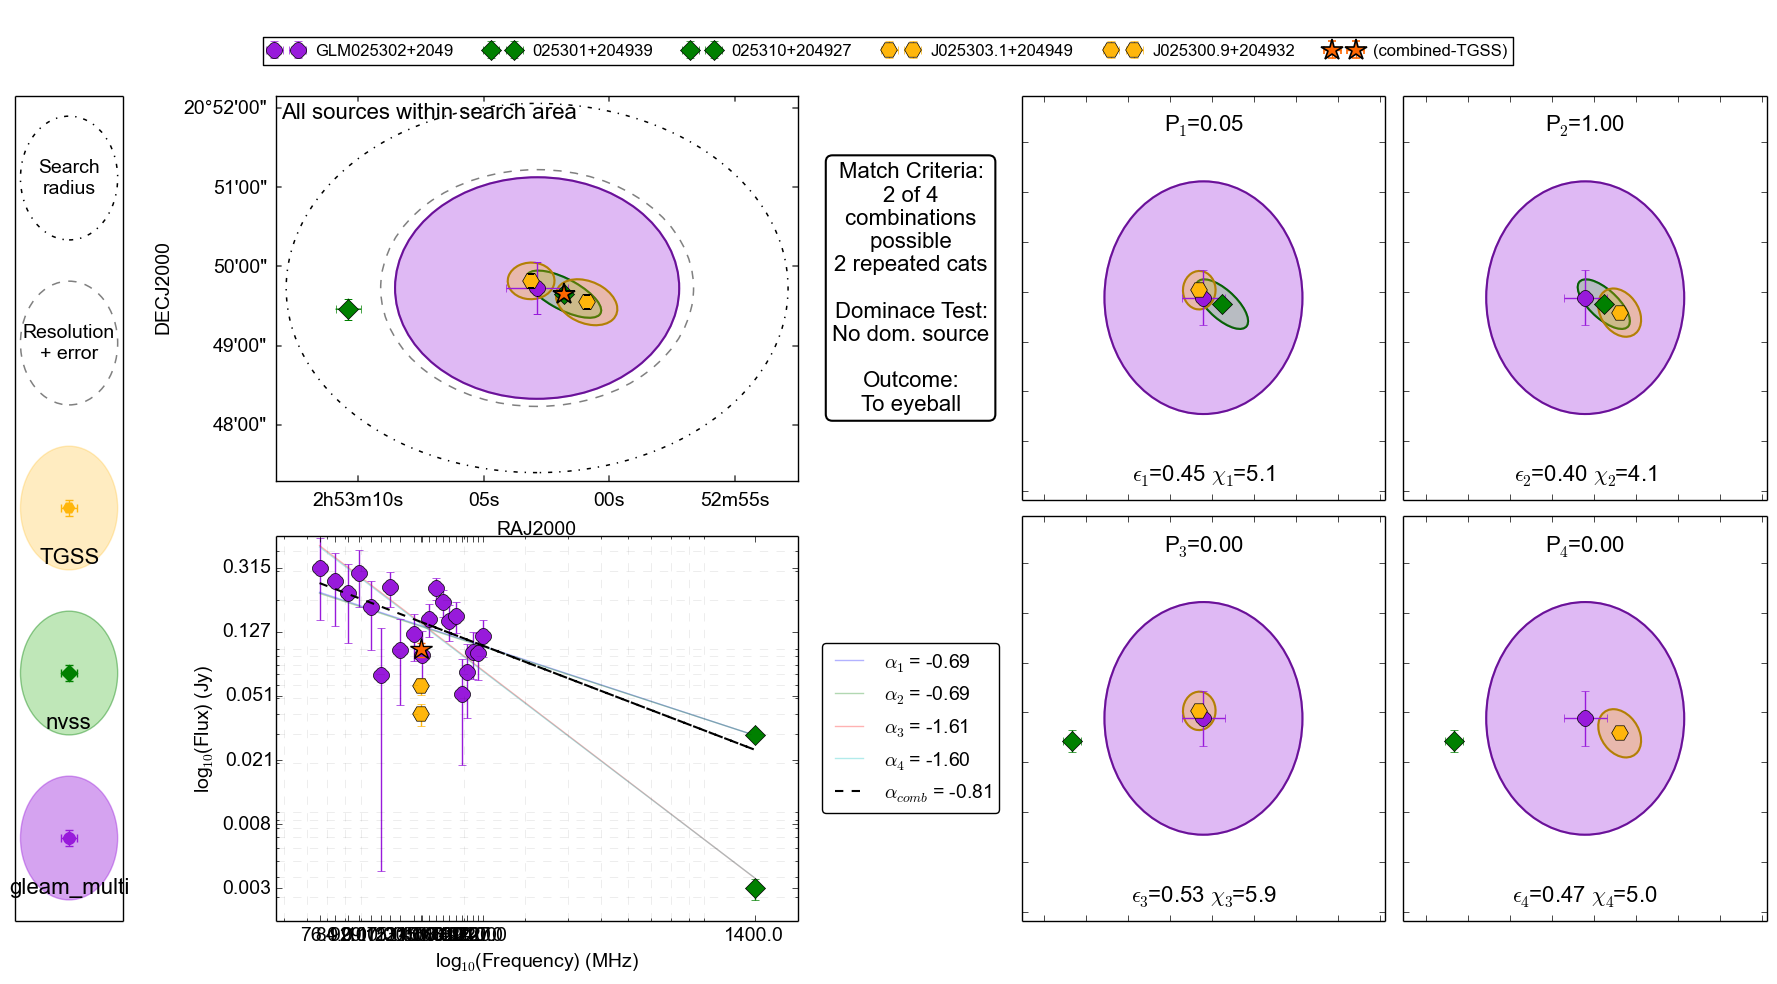 GLM025302+2049 025301+204939 025310+204927 J025303.1+204949 J025300.9+204932 (combined-TGSS)
Search
radius
Resolution
+ error
TGSS
nvss
gleam_multi
All sources within search area
20°52'00"
51'00"
50'00"
49'00"
48'00"
DECJ2000
2h53m10s 05s 00s 52m55s
RAJ2000
Match Criteria:
2 of 4
combinations
possible
2 repeated cats
Dominace Test:
No dom. source
Outcome:
To eyeball
P1=0.05
ϵ1=0.45 χ1=5.1
P2=1.00
ϵ2=0.40 χ2=4.1
P3=0.00
ϵ3=0.53 χ3=5.9
P4=0.00
ϵ4=0.47 χ4=5.0
0.315
0.127
0.051
0.021
0.008
0.003
log10(Flux) (Jy)
1400.0
log10(Frequency) (MHz)
α1 = -0.69
α2 = -0.69
α3 = -1.61
α4 = -1.60
αcomb = -0.81